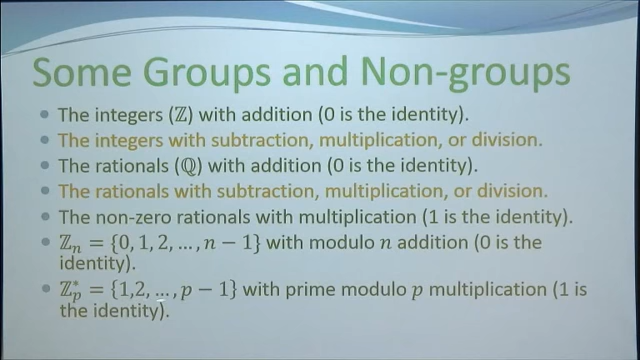 Some Groups and Non-groups
The integers (ℤ) with addition (0 is the identity).
The integers with subtraction, multiplication, or division.
The rationals (ℚ) with addition (0 is the identity).
The rationals with subtraction, multiplication, or division.
The non-zero rationals with multiplication (1 is the identity).
ℤₙ = {0, 1, 2, ..., n − 1} with modulo n addition (0 is the
identity).
ℤ*ₚ = {1,2, ..., p − 1} with prime modulo p multiplication (1 is
the identity).